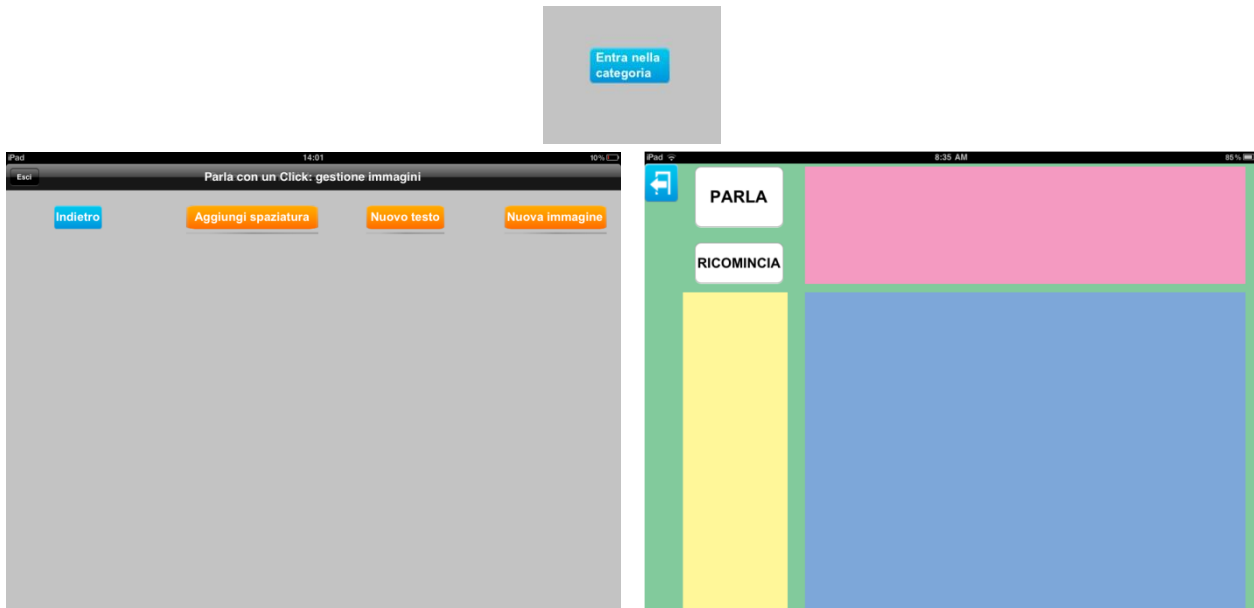 Entra nella
categoria
iPad 14:01 10%
Esci Parla con un Click: gestione immagini
Indietro Aggiungi spaziatura Nuovo testo Nuova immagine
iPad 8:35 AM 85%
PARLA
RICOMINCIA